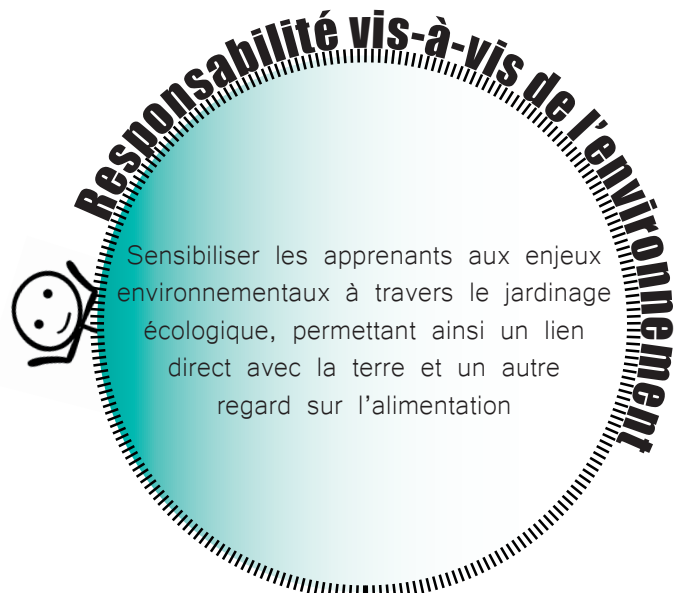 Responsabilité vis-à-vis de l'environnement
Sensibiliser les apprenants aux enjeux
environnementaux à travers le jardinage
écologique, permettant ainsi un lien
direct avec la terre et un autre
regard sur l'alimentation